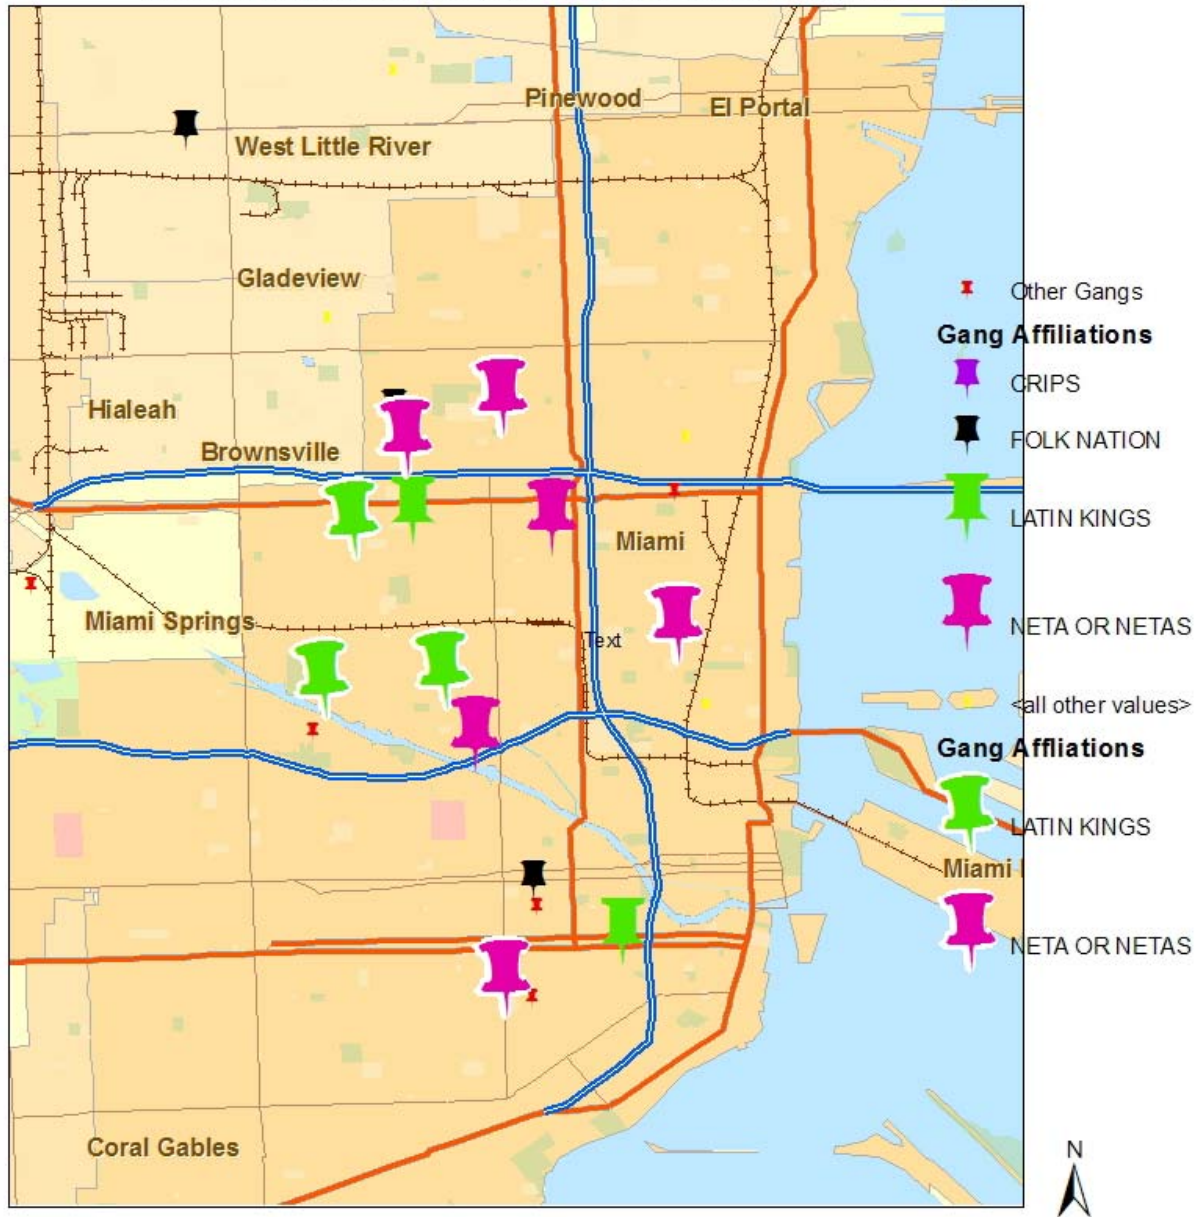 Pinewood
El Portal
West Little River
Gladeview
Other Gangs
Gang Affiliations
CRIPS
Hialeah
FOLK NATION
Brownsville
LATIN KINGS
Miami
Miami Springs
Text
NETA OR NETAS
<all other values>
Gang Affliations
LATIN KINGS
Miami
NETA OR NETAS
Coral Gables
N